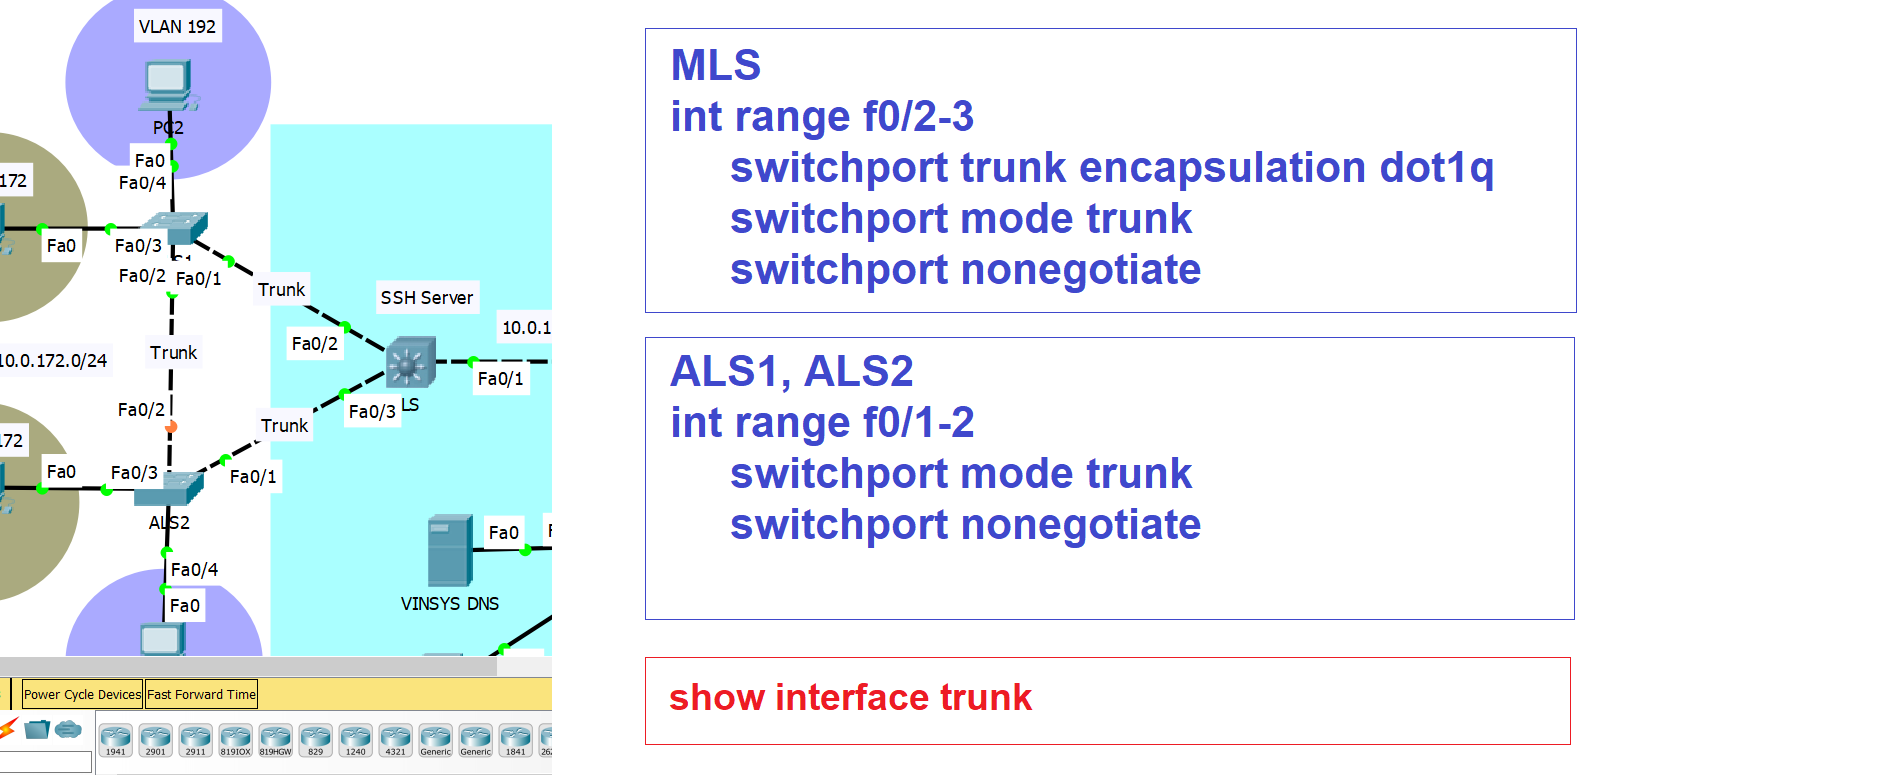 VLAN 192
PC2
Fa0
Fa0/4
172
Fa0
Fa0/3
Fa0/2
Fa0/1
Trunk
SSH Server
10.0.1
Fa0/2
Trunk
10.0.172.0/24
Fa0/1
Fa0/2
Fa0/3
LS
Trunk
172
Fa0
Fa0/3
Fa0/1
ALS2
Fa0
Fa0/4
Fa0
VINSYS DNS
Power Cycle Devices
Fast Forward Time
1941
2901
2911
819IOX
819HGW
829
1240
4321
Generic
Generic
1841
MLS
int range f0/2-3
switchport trunk encapsulation dot1q
switchport mode trunk
switchport nonegotiate
ALS1, ALS2
int range f0/1-2
switchport mode trunk
switchport nonegotiate
show interface trunk